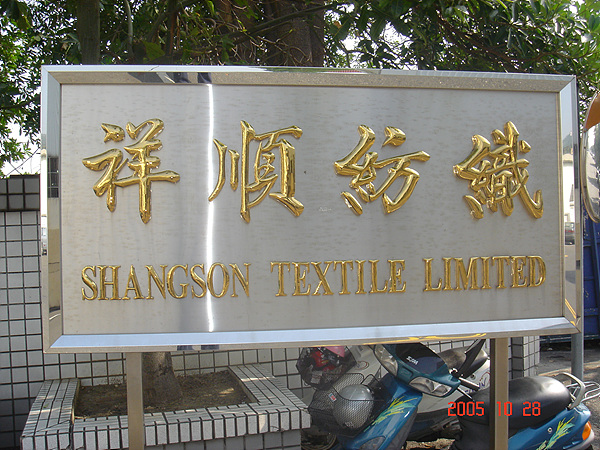 祥順紡織
SHANGSON TEXTILE LIMITED
2005 10 28